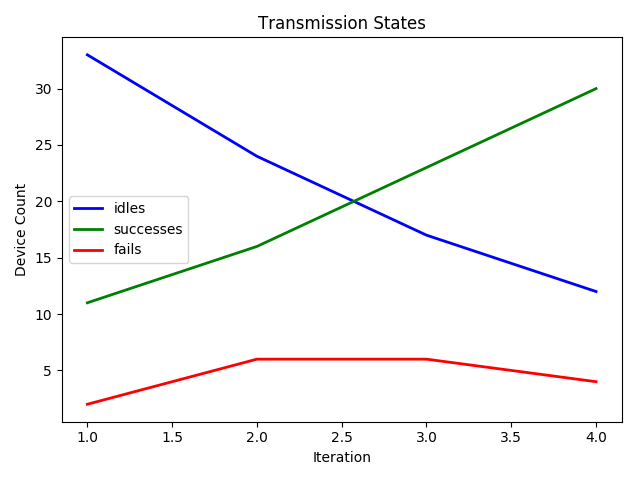 Transmission States
Device Count
30
25
20
15
10
5
idles
successes
fails
1.0 1.5 2.0 2.5 3.0 3.5 4.0
Iteration